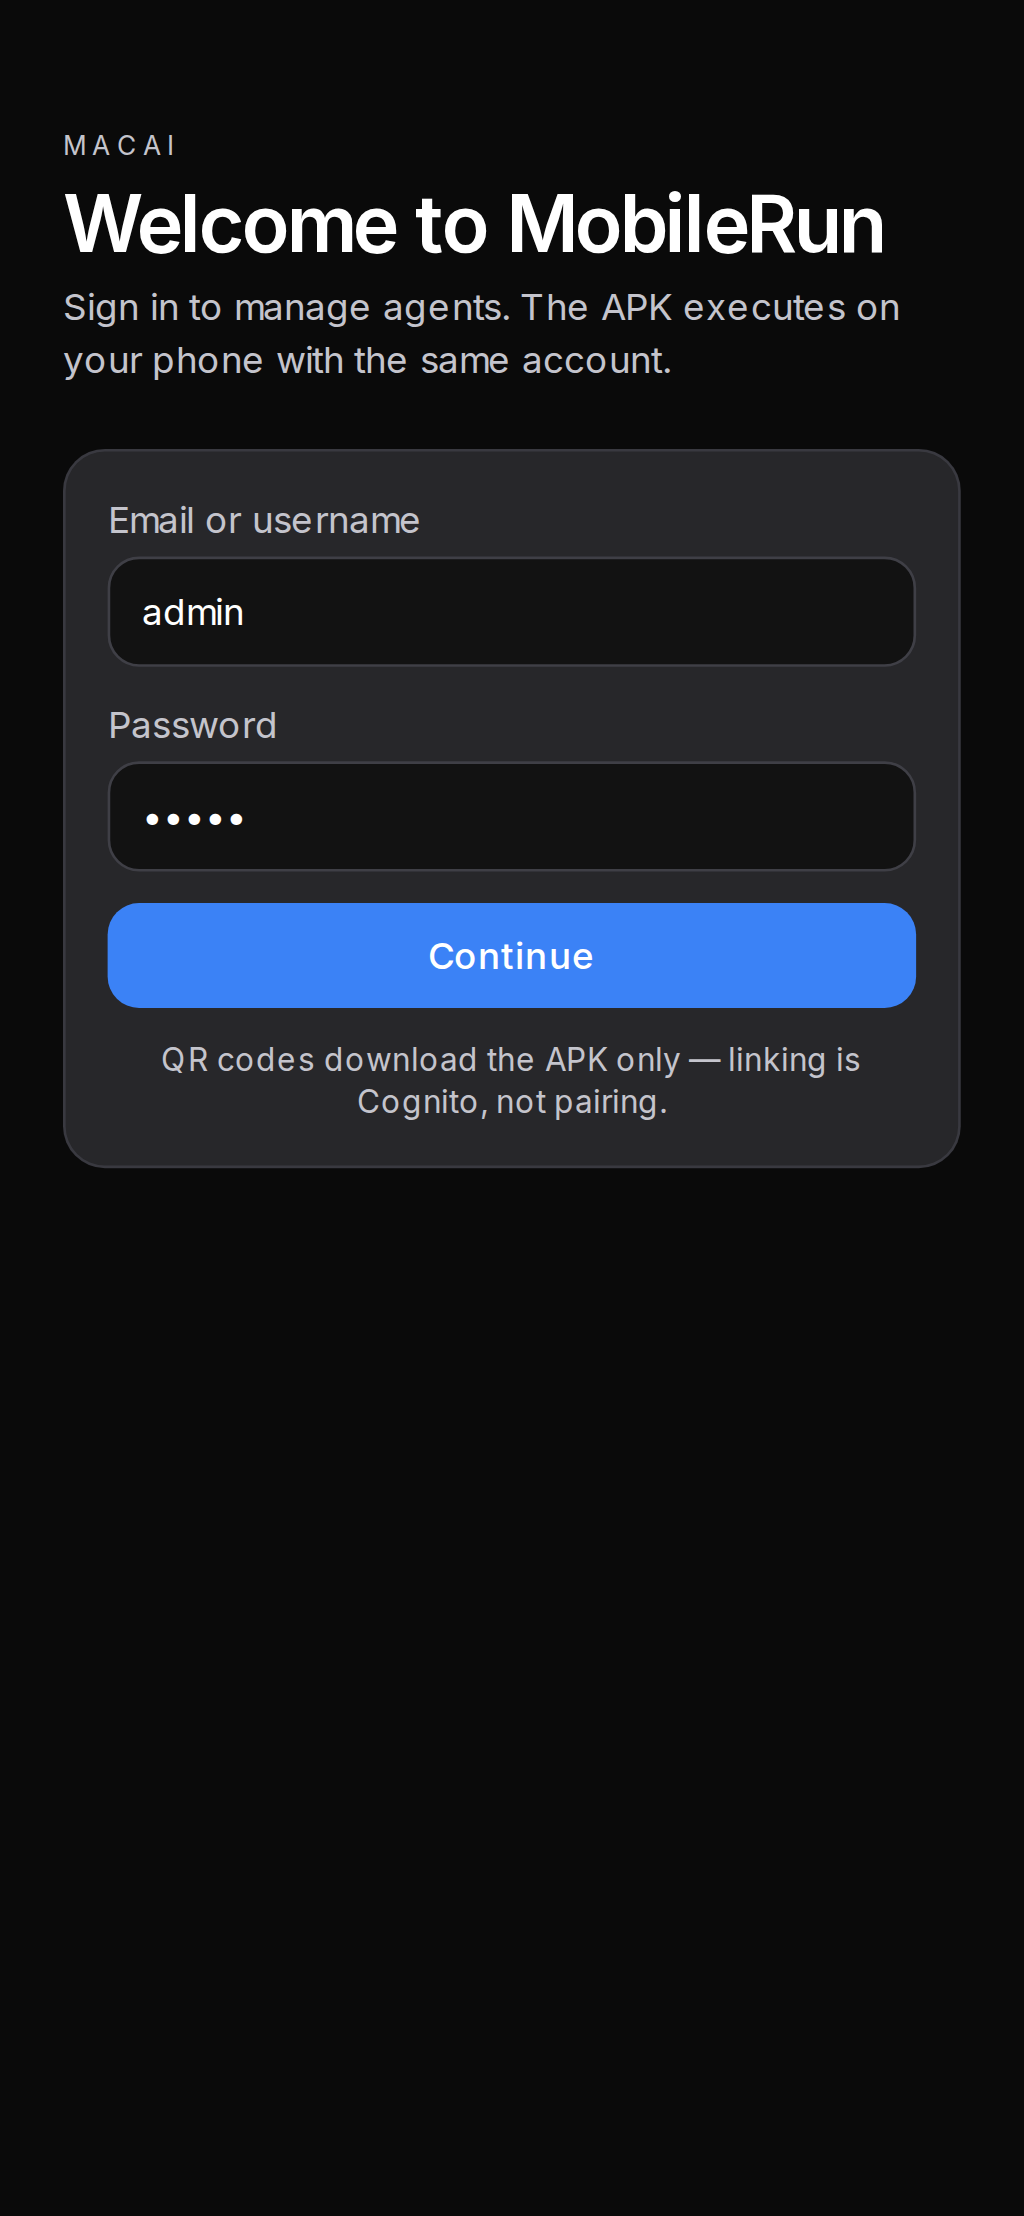 MACAI
Welcome to MobileRun
Sign in to manage agents. The APK executes on
your phone with the same account.
Email or username
admin
Password
•••••
Continue
QR codes download the APK only — linking is
Cognito, not pairing.